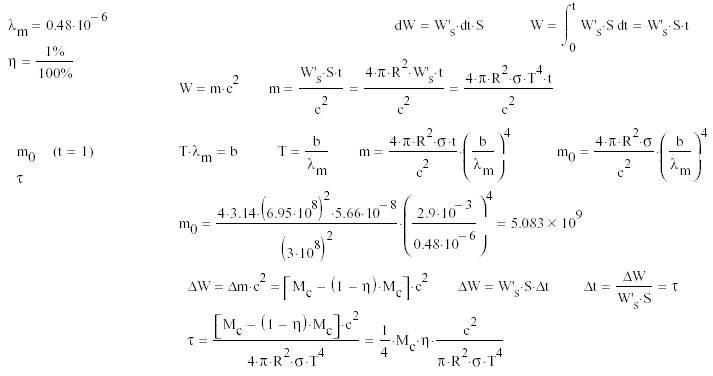 λm = 0.48·10^-6
dW = W's·dt·S W = ∫_0^t W's·S dt = W's·S·t
η = 1%/100%
W = m·c^2 m = W's·S·t/c^2 = 4·π·R^2·W's·t/c^2 = 4·π·R^2·σ·T^4·t/c^2
m0 (t = 1) T·λm = b T = b/λm m = 4·π·R^2·σ·t/c^2·(b/λm)^4 m0 = 4·π·R^2·σ/c^2·(b/λm)^4
τ
m0 = 4·3.14·(6.95·10^8)^2·5.66·10^-8/(3·10^8)^2·(2.9·10^-3/0.48·10^-6)^4 = 5.083×10^9
ΔW = Δm·c^2 = [Mc − (1 − η)·Mc]·c^2 ΔW = W's·S·Δt Δt = ΔW/W's·S = τ
τ = [Mc − (1 − η)·Mc]·c^2/4·π·R^2·σ·T^4 = 1/4·Mc·η·c^2/π·R^2·σ·T^4